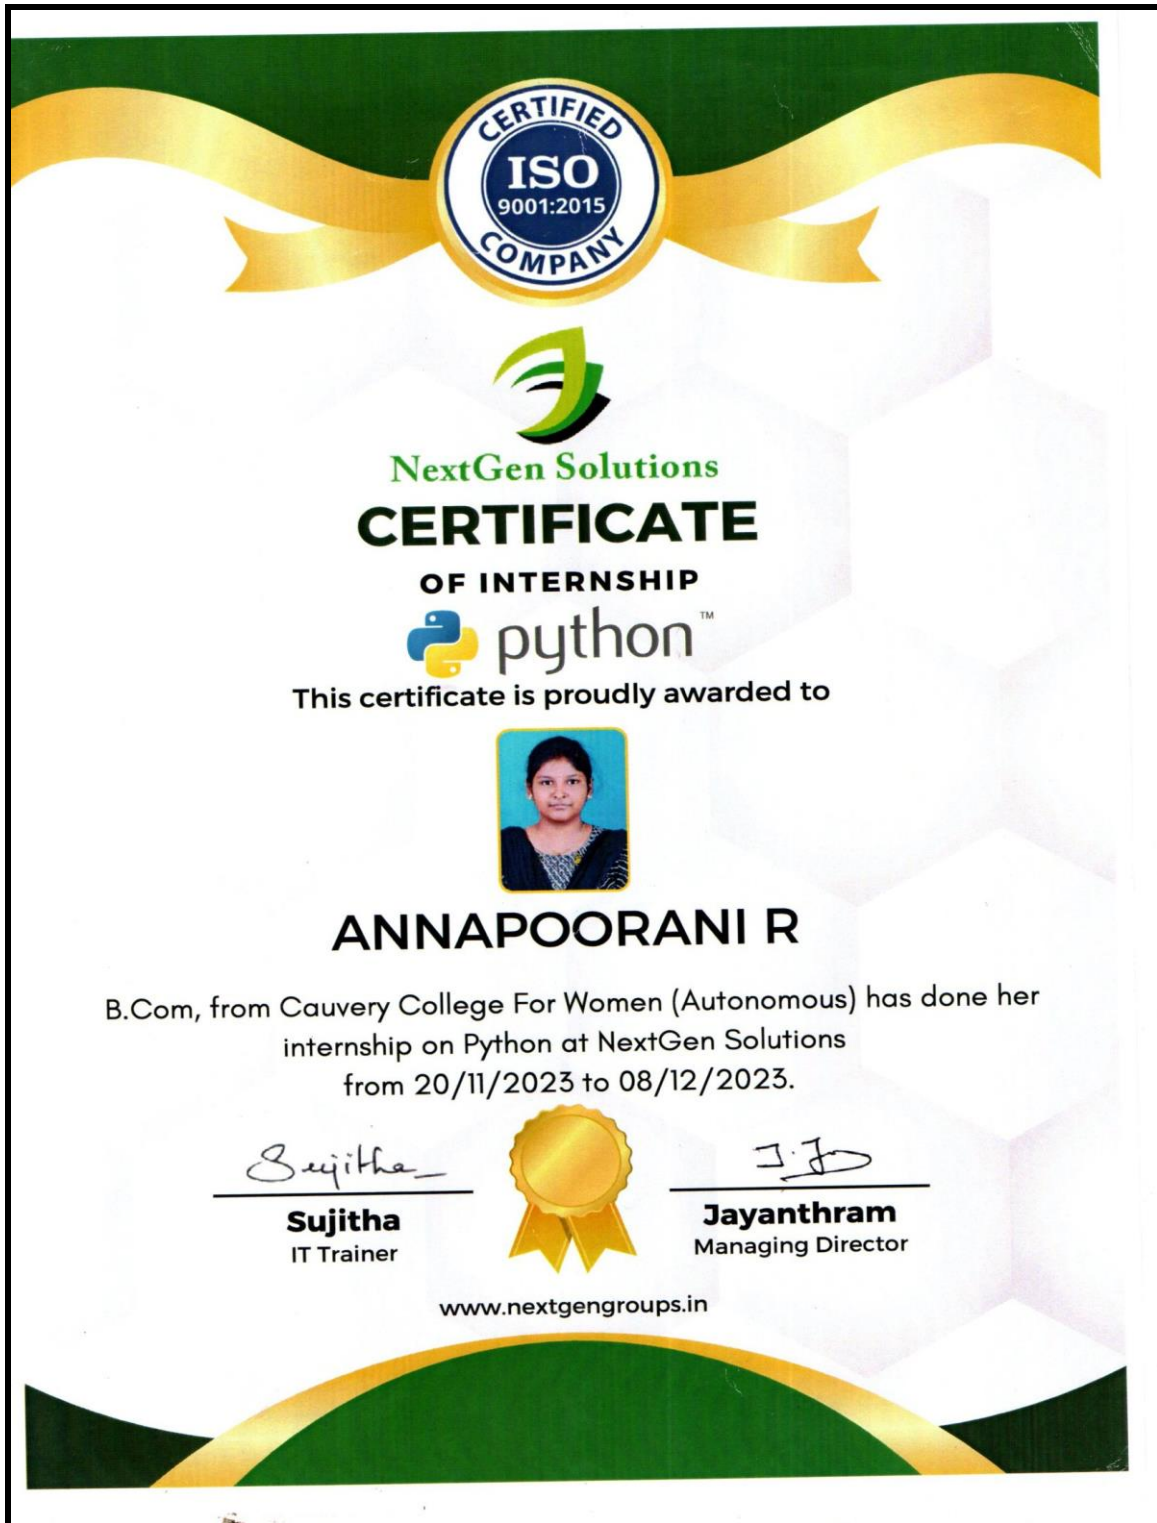 CERTIFIED
ISO
9001:2015
COMPANY
NextGen Solutions
CERTIFICATE
OF INTERNSHIP
python™
This certificate is proudly awarded to
ANNAPOORANI R
B.Com, from Cauvery College For Women (Autonomous) has done her
internship on Python at NextGen Solutions
from 20/11/2023 to 08/12/2023.
Sujitha
J.
Sujitha
Jayanthram
IT Trainer
Managing Director
www.nextgengroups.in